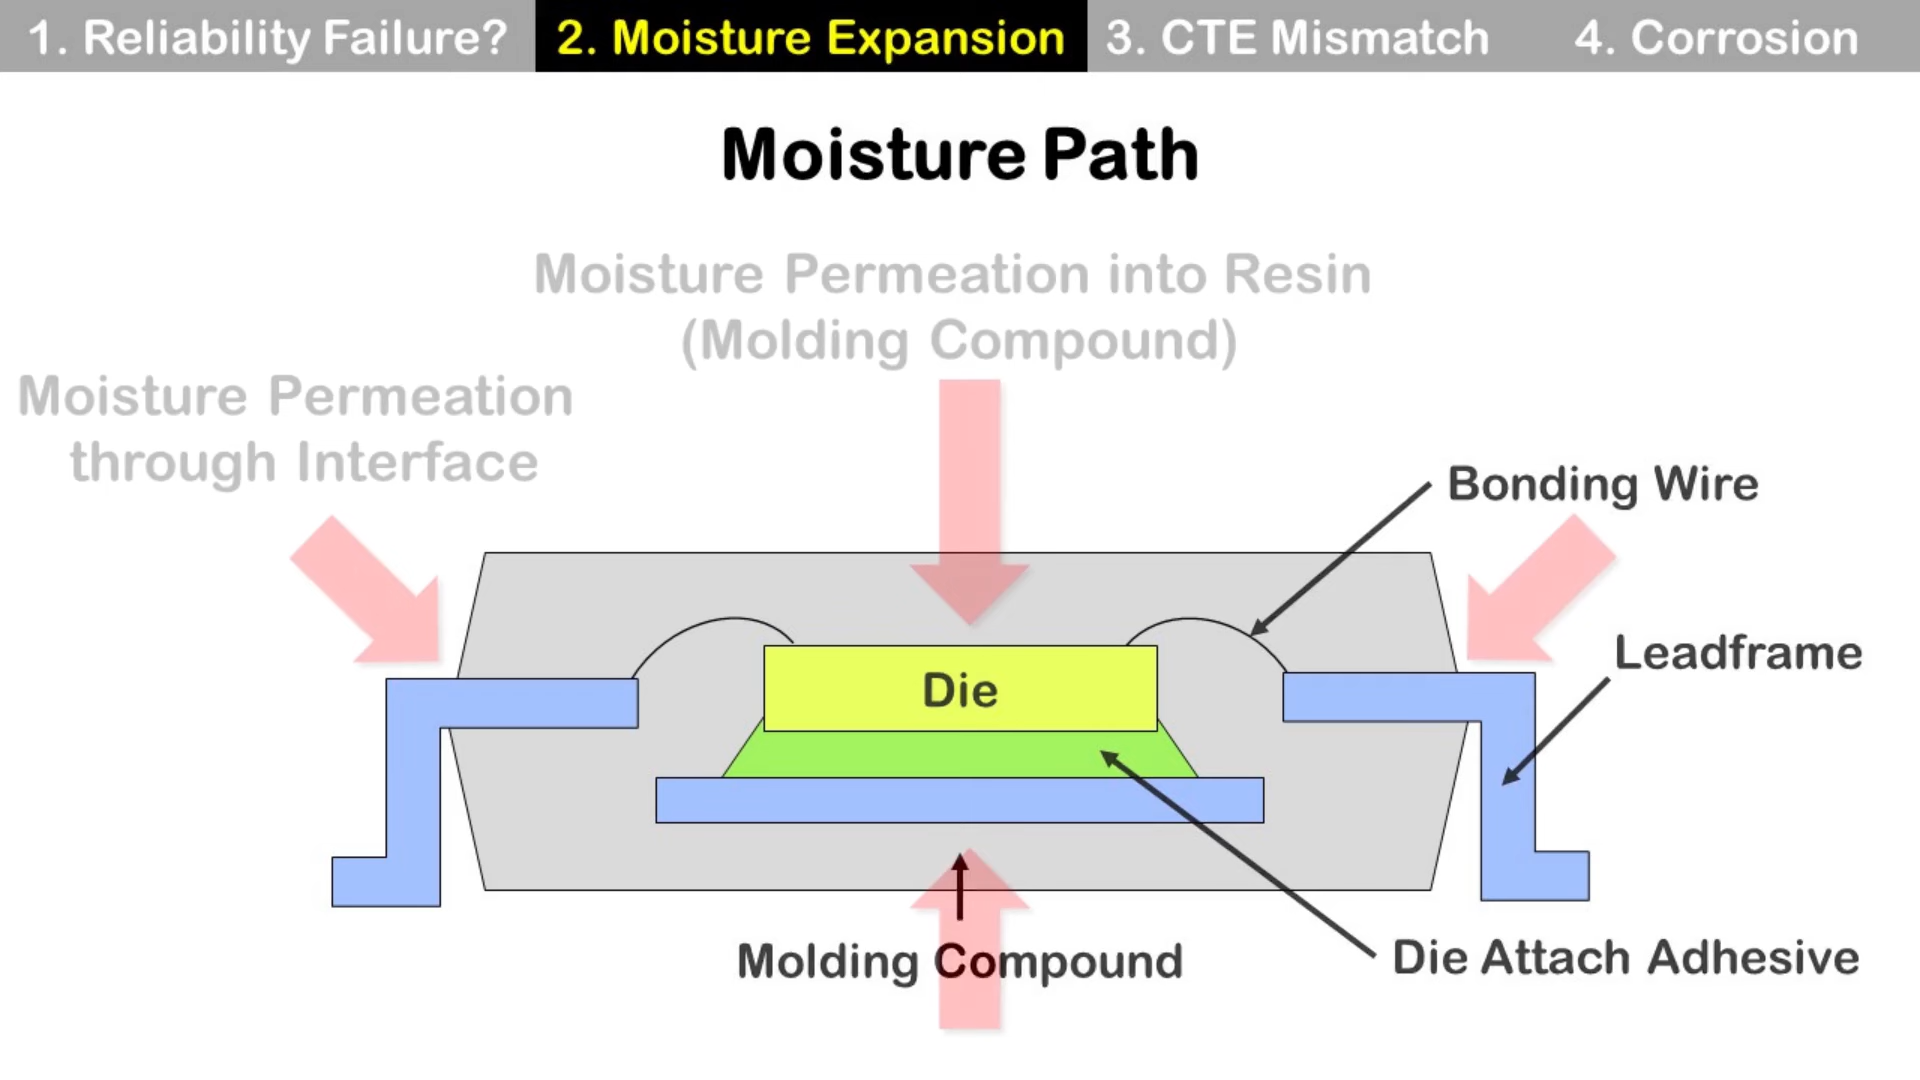 1. Reliability Failure? 2. Moisture Expansion 3. CTE Mismatch 4. Corrosion
Moisture Path
Moisture Permeation into Resin
(Molding Compound)
Moisture Permeation
through Interface
Bonding Wire
Leadframe
Die
Molding Compound
Die Attach Adhesive